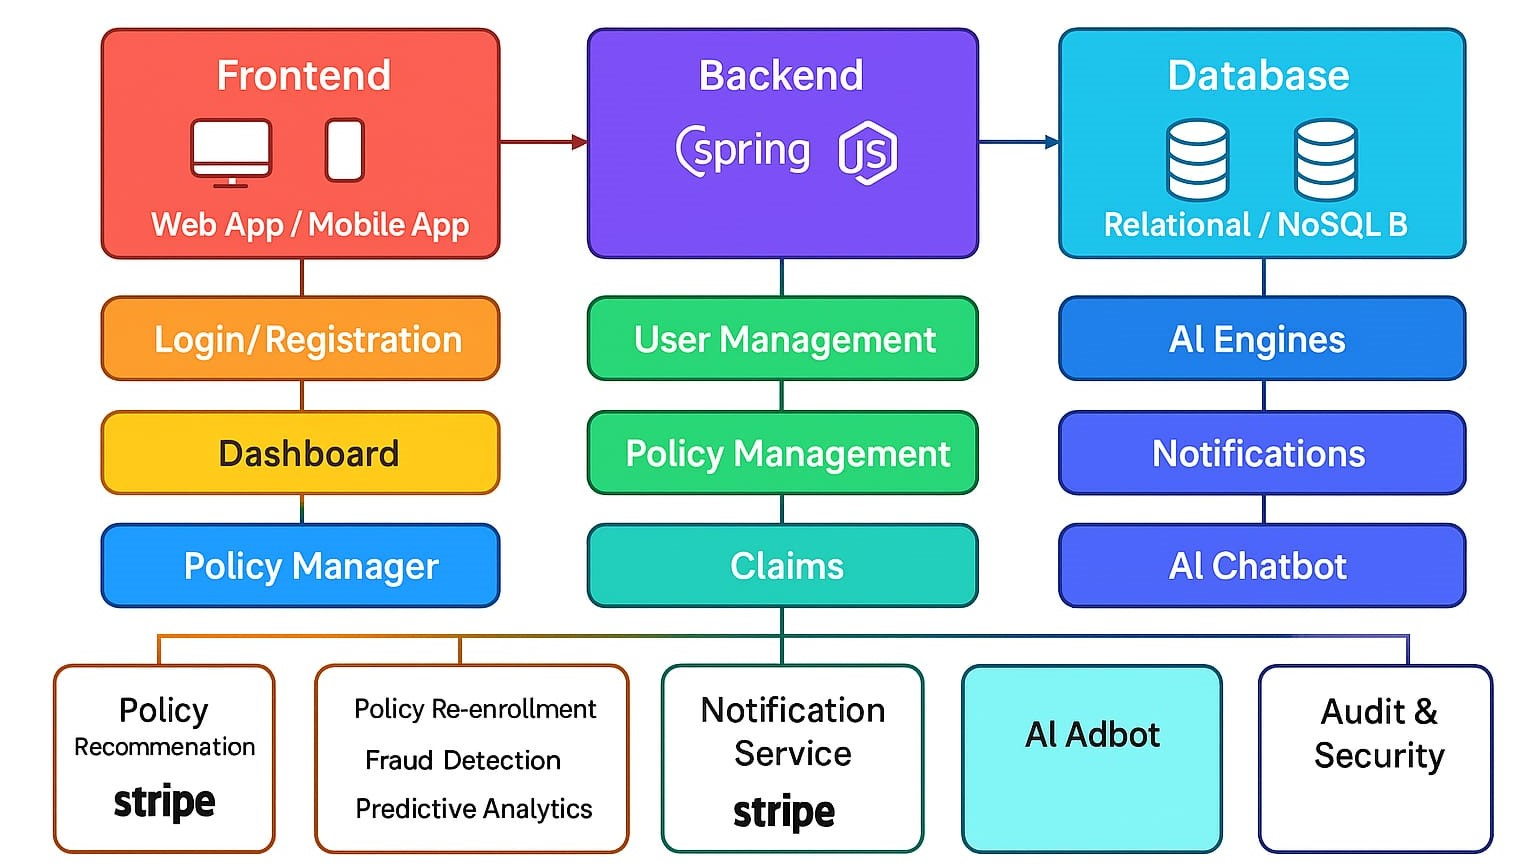 Frontend
Web App / Mobile App
Backend
spring JS
Database
Relational / NoSQL B
Login/Registration
User Management
AI Engines
Dashboard
Policy Management
Notifications
Policy Manager
Claims
AI Chatbot
Policy
Recommenation
stripe
Policy Re-enrollment
Fraud Detection
Predictive Analytics
Notification
Service
stripe
AI Adbot
Audit &
Security